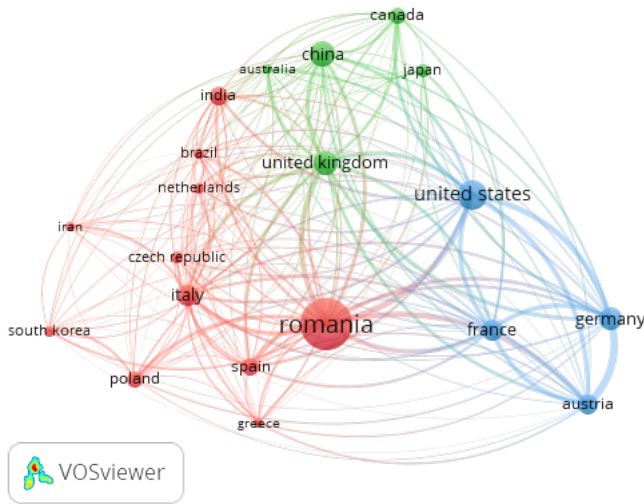 canada
china
australia
japan
india
brazil
united kingdom
netherlands
united states
iran
czech republic
italy
romania
germany
south korea
france
spain
poland
austria
greece
VOSviewer